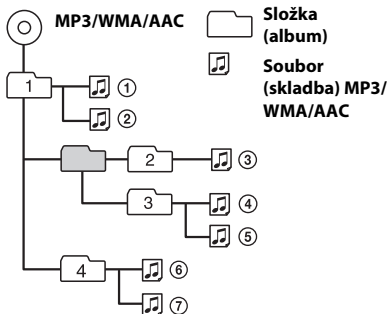 MP3/WMA/AAC
Složka
(album)
Soubor
(skladba) MP3/
WMA/AAC
1
①
②
2
③
3
④
⑤
4
⑥
⑦